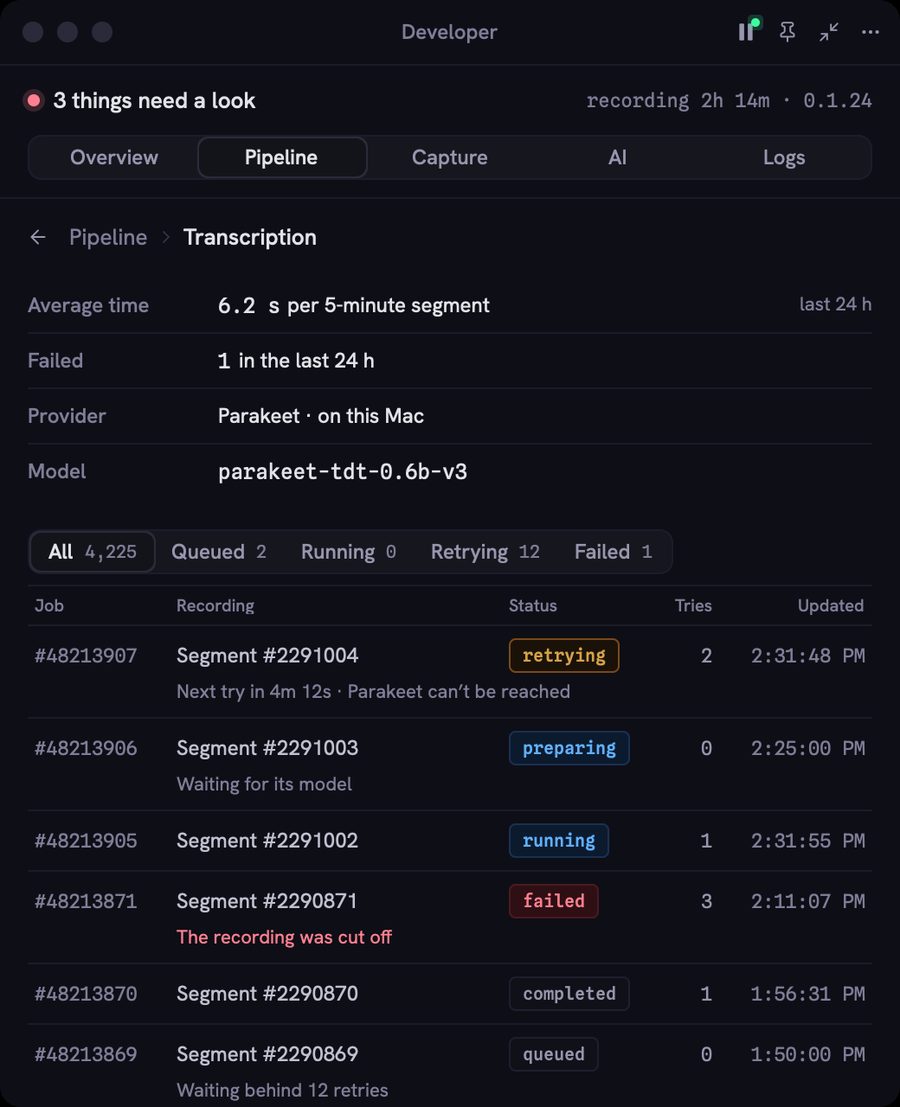 Developer
3 things need a look
recording 2h 14m · 0.1.24
Overview Pipeline Capture AI Logs
Pipeline Transcription
Average time 6.2 s per 5-minute segment last 24 h
Failed 1 in the last 24 h
Provider Parakeet · on this Mac
Model parakeet-tdt-0.6b-v3
All 4,225 Queued 2 Running 0 Retrying 12 Failed 1
Job Recording Status Tries Updated
#48213907 Segment #2291004 retrying 2 2:31:48 PM
Next try in 4m 12s · Parakeet can’t be reached
#48213906 Segment #2291003 preparing 0 2:25:00 PM
Waiting for its model
#48213905 Segment #2291002 running 1 2:31:55 PM
#48213871 Segment #2290871 failed 3 2:11:07 PM
The recording was cut off
#48213870 Segment #2290870 completed 1 1:56:31 PM
#48213869 Segment #2290869 queued 0 1:50:00 PM
Waiting behind 12 retries